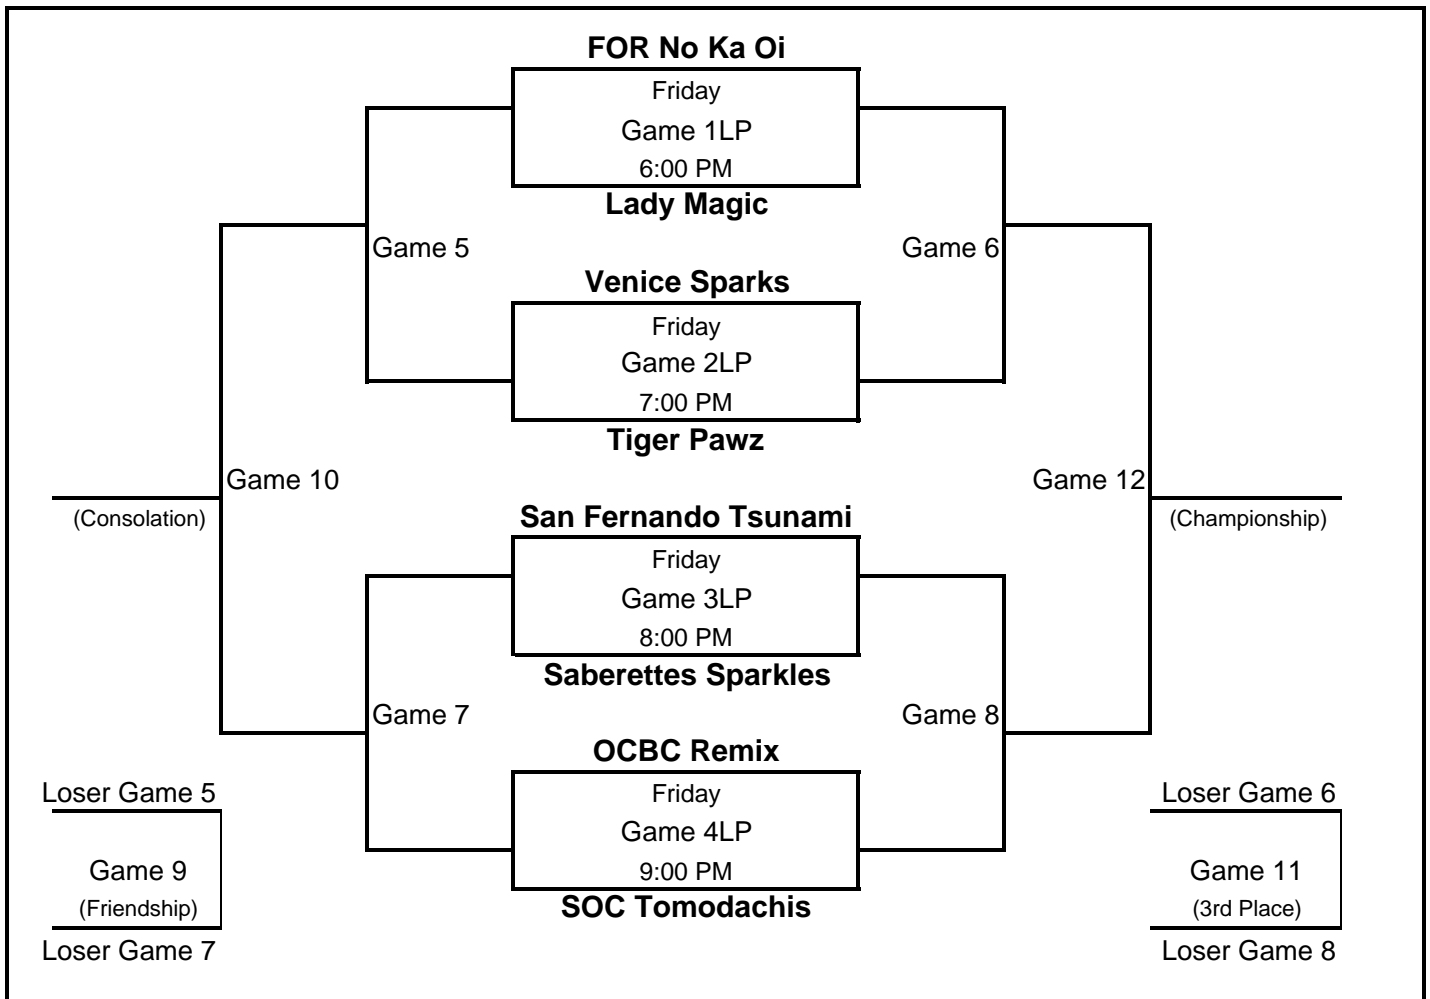 FOR No Ka Oi
Friday
Game 1LP
6:00 PM
Lady Magic
Game 5
Game 6
Venice Sparks
Friday
Game 2LP
7:00 PM
Tiger Pawz
Game 10
Game 12
(Consolation)
(Championship)
San Fernando Tsunami
Friday
Game 3LP
8:00 PM
Saberettes Sparkles
Game 7
Game 8
OCBC Remix
Friday
Game 4LP
9:00 PM
SOC Tomodachis
Loser Game 5
Game 9
(Friendship)
Loser Game 7
Loser Game 6
Game 11
(3rd Place)
Loser Game 8